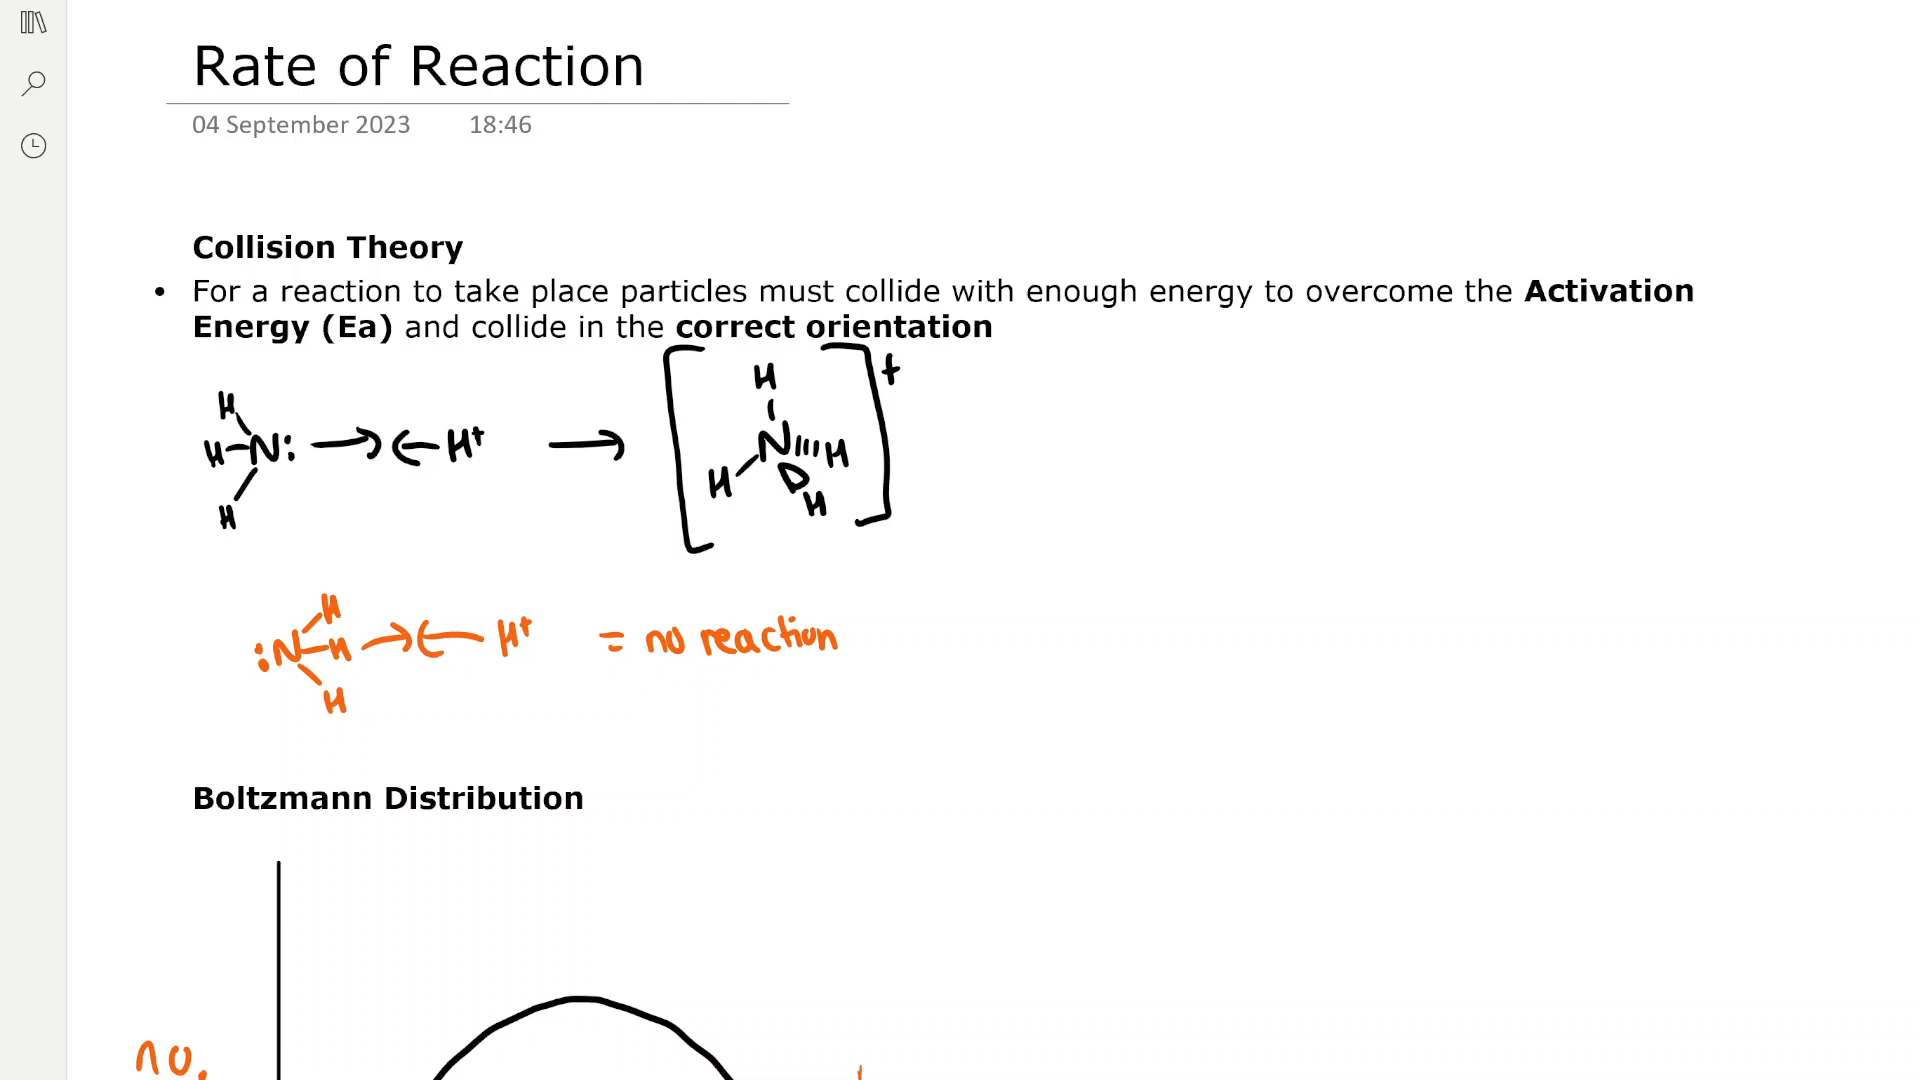 Rate of Reaction
04 September 2023 18:46
Collision Theory
• For a reaction to take place particles must collide with enough energy to overcome the Activation
Energy (Ea) and collide in the correct orientation
H
H
+
H
H-N: → ← H⁺ →
N H
H
H
H
H
:N-H → ← H⁺ = no reaction
H
Boltzmann Distribution
no.